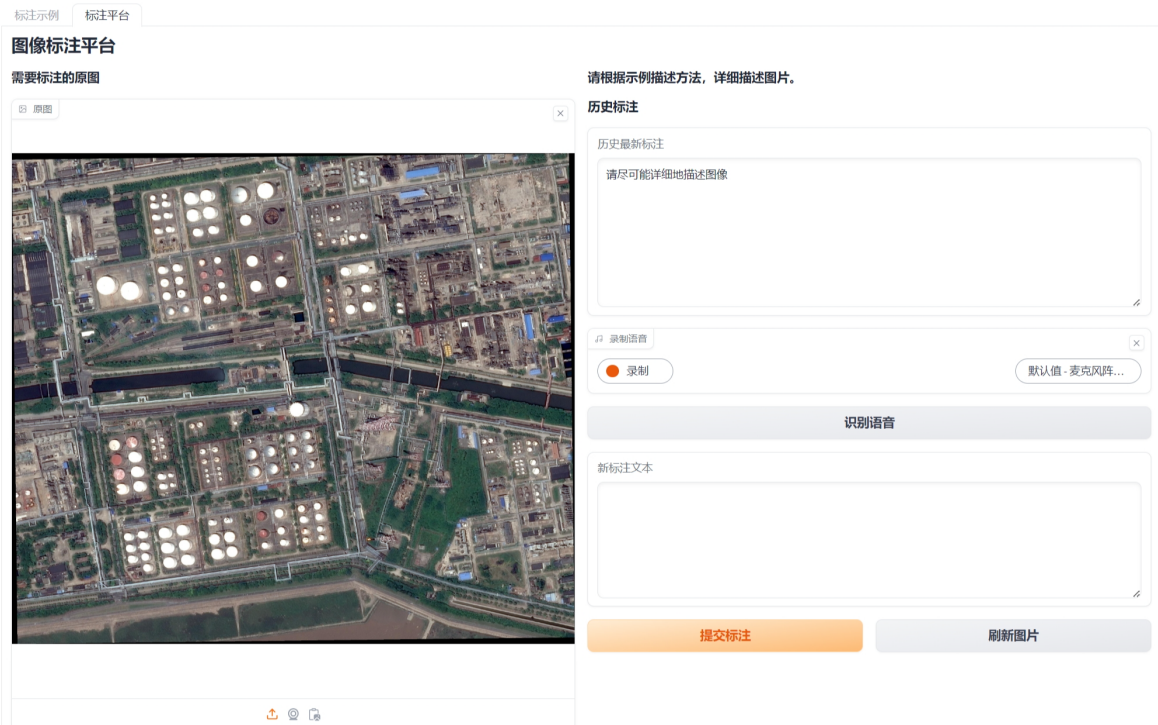 标注示例
标注平台
图像标注平台
需要标注的原图
原图
请根据示例描述方法，详细描述图片。
历史标注
历史最新标注
请尽可能详细地描述图像
录制语音
录制
默认值 - 麦克风阵...
识别语音
新标注文本
提交标注
刷新图片